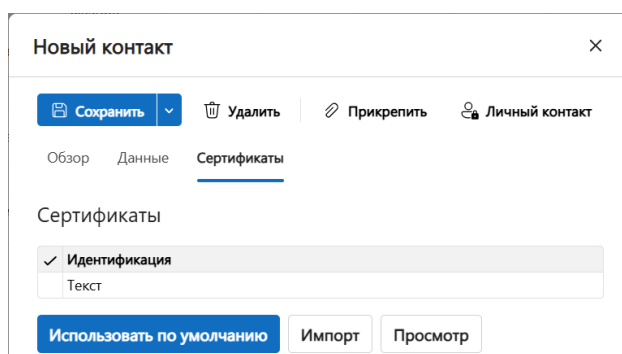 Новый контакт
Сохранить Удалить Прикрепить Личный контакт
Обзор Данные Сертификаты
Сертификаты
Идентификация
Текст
Использовать по умолчанию Импорт Просмотр